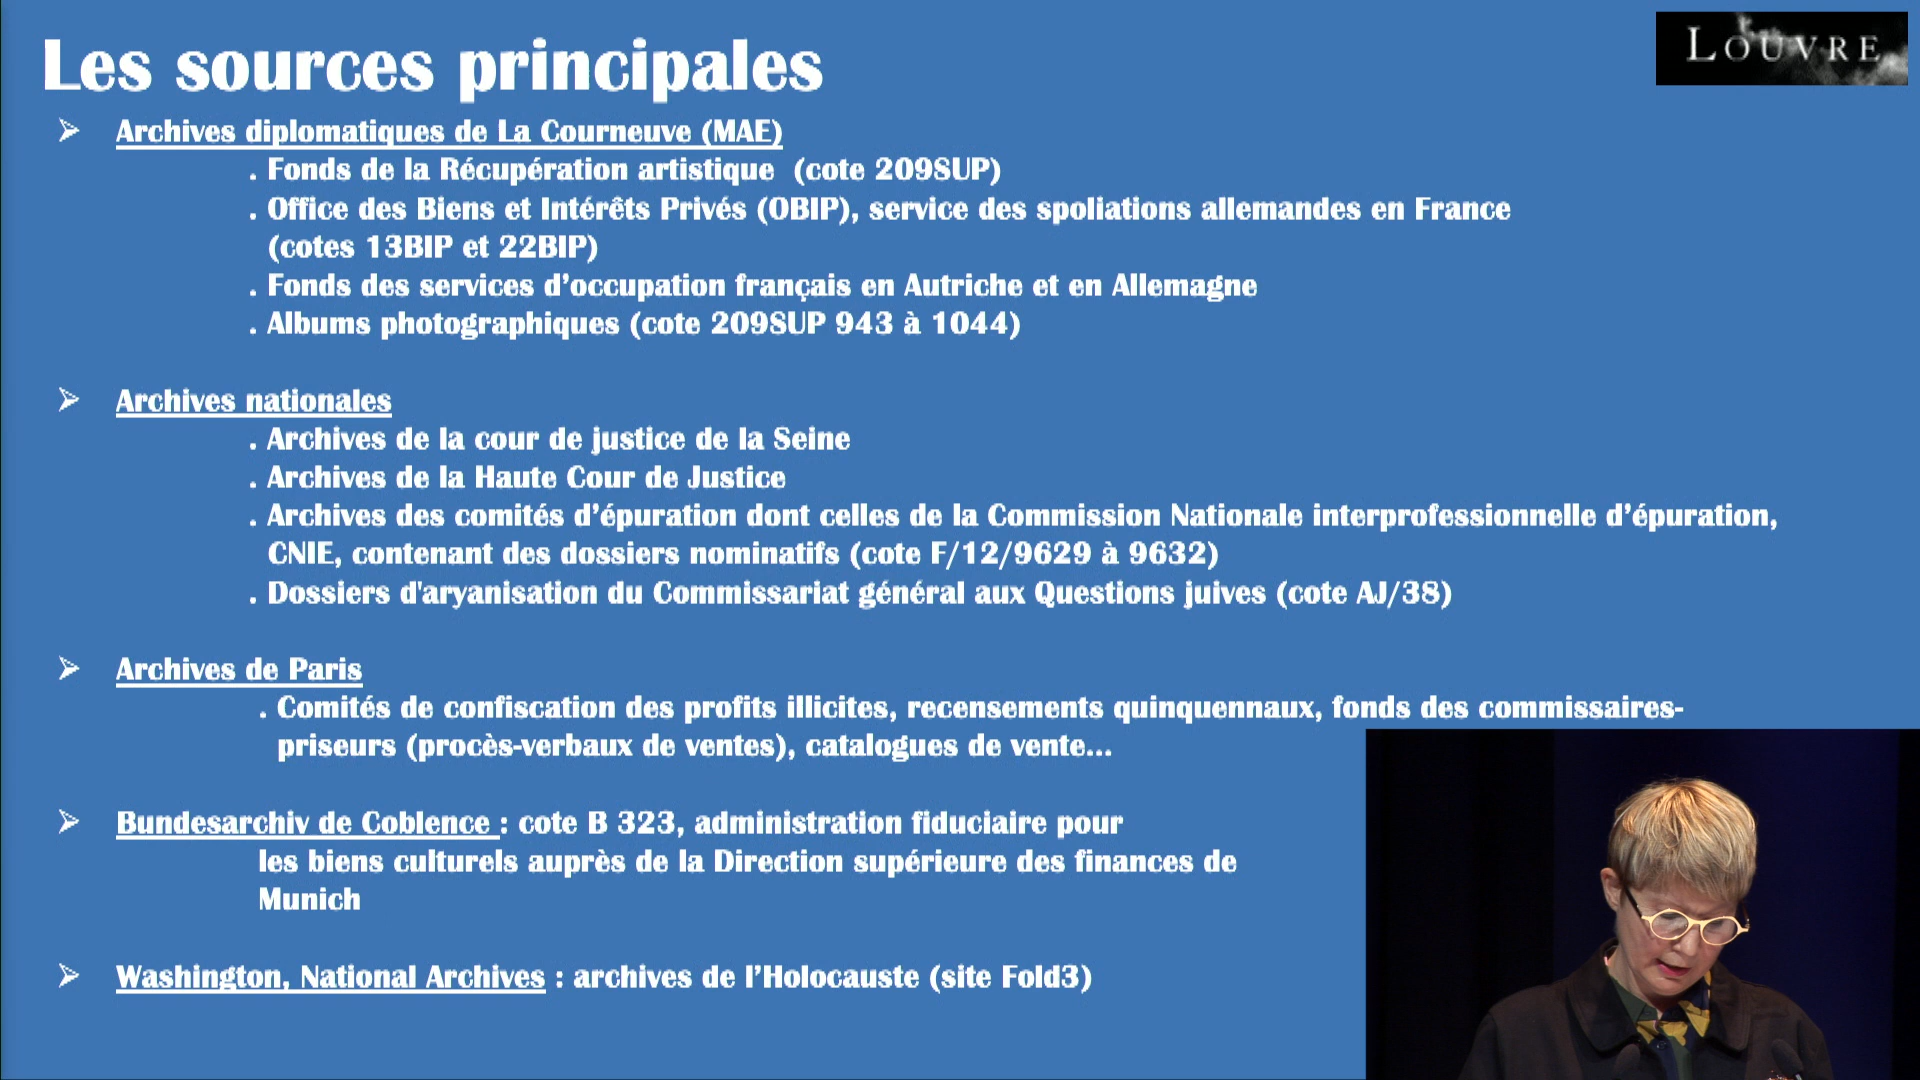 Les sources principales
LOUVRE
➢ Archives diplomatiques de La Courneuve (MAE)
. Fonds de la Récupération artistique (cote 209SUP)
. Office des Biens et Intérêts Privés (OBIP), service des spoliations allemandes en France
(cotes 13BIP et 22BIP)
. Fonds des services d’occupation français en Autriche et en Allemagne
. Albums photographiques (cote 209SUP 943 à 1044)
➢ Archives nationales
. Archives de la cour de justice de la Seine
. Archives de la Haute Cour de Justice
. Archives des comités d’épuration dont celles de la Commission Nationale interprofessionnelle d’épuration,
CNIE, contenant des dossiers nominatifs (cote F/12/9629 à 9632)
. Dossiers d'aryanisation du Commissariat général aux Questions juives (cote AJ/38)
➢ Archives de Paris
. Comités de confiscation des profits illicites, recensements quinquennaux, fonds des commissaires-
priseurs (procès-verbaux de ventes), catalogues de vente...
➢ Bundesarchiv de Coblence : cote B 323, administration fiduciaire pour
les biens culturels auprès de la Direction supérieure des finances de
Munich
➢ Washington, National Archives : archives de l’Holocauste (site Fold3)